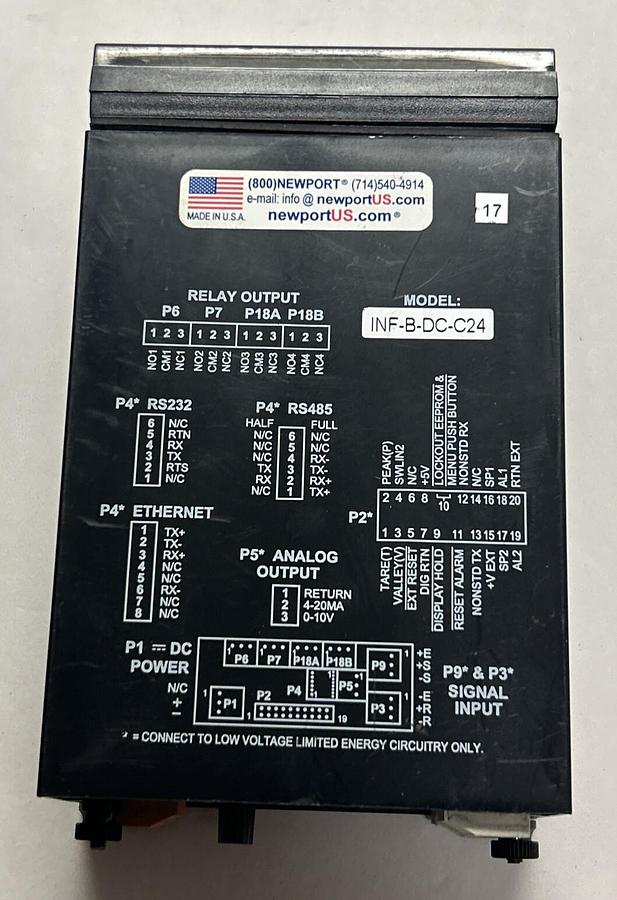 (800)NEWPORT® (714)540-4914
e-mail: info @ newportUS.com
MADE IN U.S.A. newportUS.com®
17
RELAY OUTPUT
P6 P7 P18A P18B
1 2 3 1 2 3 1 2 3 1 2 3
NO1 CM1 NC1 NO2 CM2 NC2 NO3 CM3 NC3 NO4 CM4 NC4
MODEL:
INF-B-DC-C24
P4* RS232
6 N/C
5 RTN
4 RX
3 TX
2 RTS
1 N/C
P4* RS485
HALF FULL
N/C 6 N/C
N/C 5 N/C
N/C 4 RX-
TX 3 TX-
RX 2 RX+
N/C 1 TX+
P4* ETHERNET
1 TX+
2 TX-
3 RX+
4 N/C
5 N/C
6 RX-
7 N/C
8 N/C
P5* ANALOG
OUTPUT
1 RETURN
2 4-20MA
3 0-10V
PEAK(P) SWLIN2 N/C +5V LOCKOUT EEPROM & MENU PUSH BUTTON NONSTD RX N/C SP1 AL1 RTN EXT
2 4 6 8 10 12 14 16 18 20
P2*
1 3 5 7 9 11 13 15 17 19
TARE(T) VALLEY(V) EXT RESET DIG RTN DISPLAY HOLD RESET ALARM NONSTD TX +V EXT SP2 AL2
P1 ⎓ DC
POWER
N/C
+
−
P6 P7 P18A P18B
P9
P4 P5
P1 P2 P3
1 1 19
1 1 1
+E
+S
-S
-E
+R
-R
P9* & P3*
SIGNAL
INPUT
* = CONNECT TO LOW VOLTAGE LIMITED ENERGY CIRCUITRY ONLY.